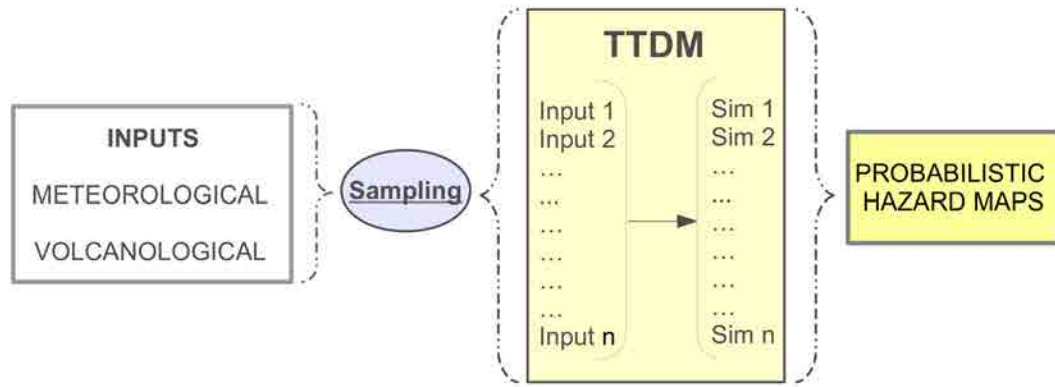 INPUTS
METEOROLOGICAL
VOLCANOLOGICAL
Sampling
TTDM
Input 1
Input 2
...
...
...
...
...
...
Input n
Sim 1
Sim 2
...
...
...
...
...
...
Sim n
PROBABILISTIC
HAZARD MAPS